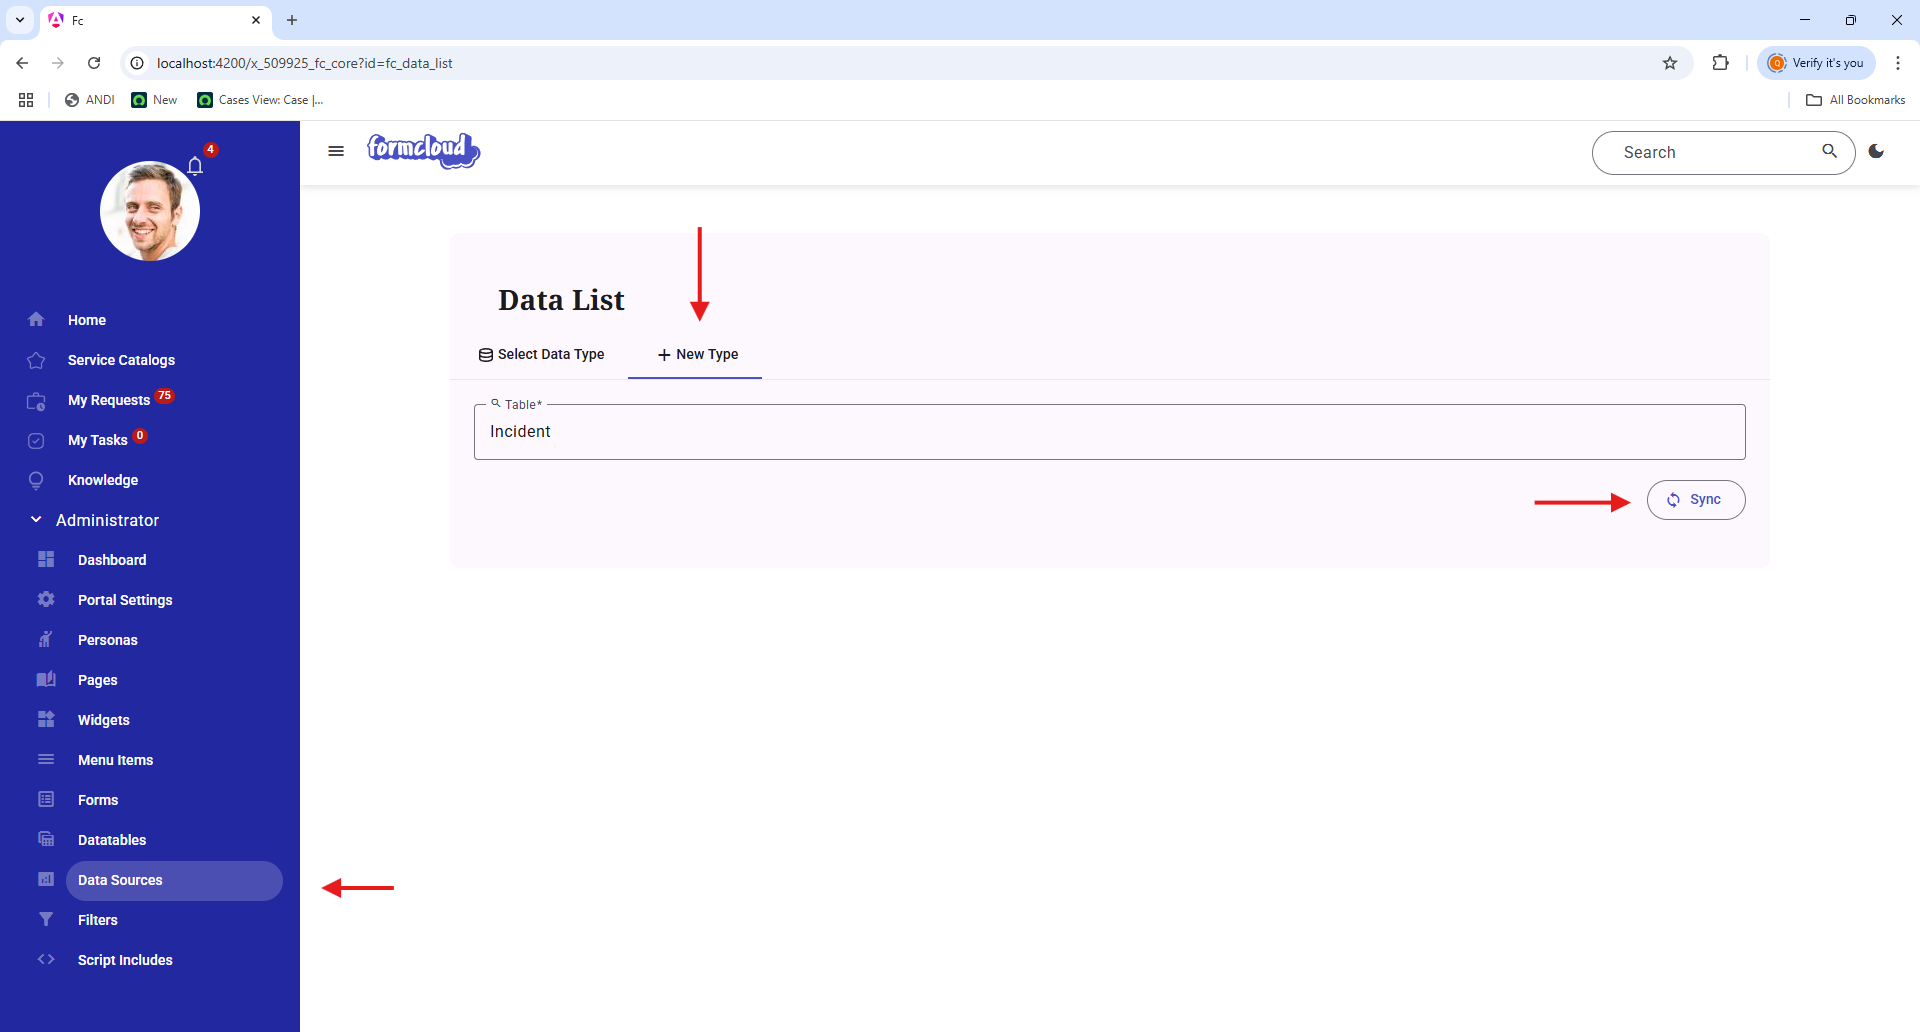 Fc
localhost:4200/x_509925_fc_core?id=fc_data_list
Verify it's you
ANDI
New
Cases View: Case |...
All Bookmarks
4
formcloud
Search
Home
Service Catalogs
My Requests 75
My Tasks 0
Knowledge
Administrator
Dashboard
Portal Settings
Personas
Pages
Widgets
Menu Items
Forms
Datatables
Data Sources
Filters
Script Includes
Data List
Select Data Type
New Type
Table*
Incident
Sync